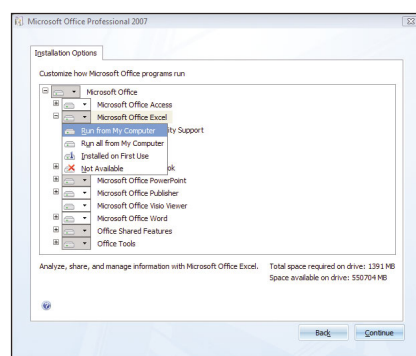 Microsoft Office Professional 2007
Installation Options
Customize how Microsoft Office programs run
Microsoft Office
Microsoft Office Access
Microsoft Office Excel
Run from My Computer ity Support
Run all from My Computer
Installed on First Use
Not Available ok
Microsoft Office PowerPoint
Microsoft Office Publisher
Microsoft Office Visio Viewer
Microsoft Office Word
Office Shared Features
Office Tools
Analyze, share, and manage information with Microsoft Office Excel. Total space required on drive: 1391 MB
Space available on drive: 550704 MB
Back Continue